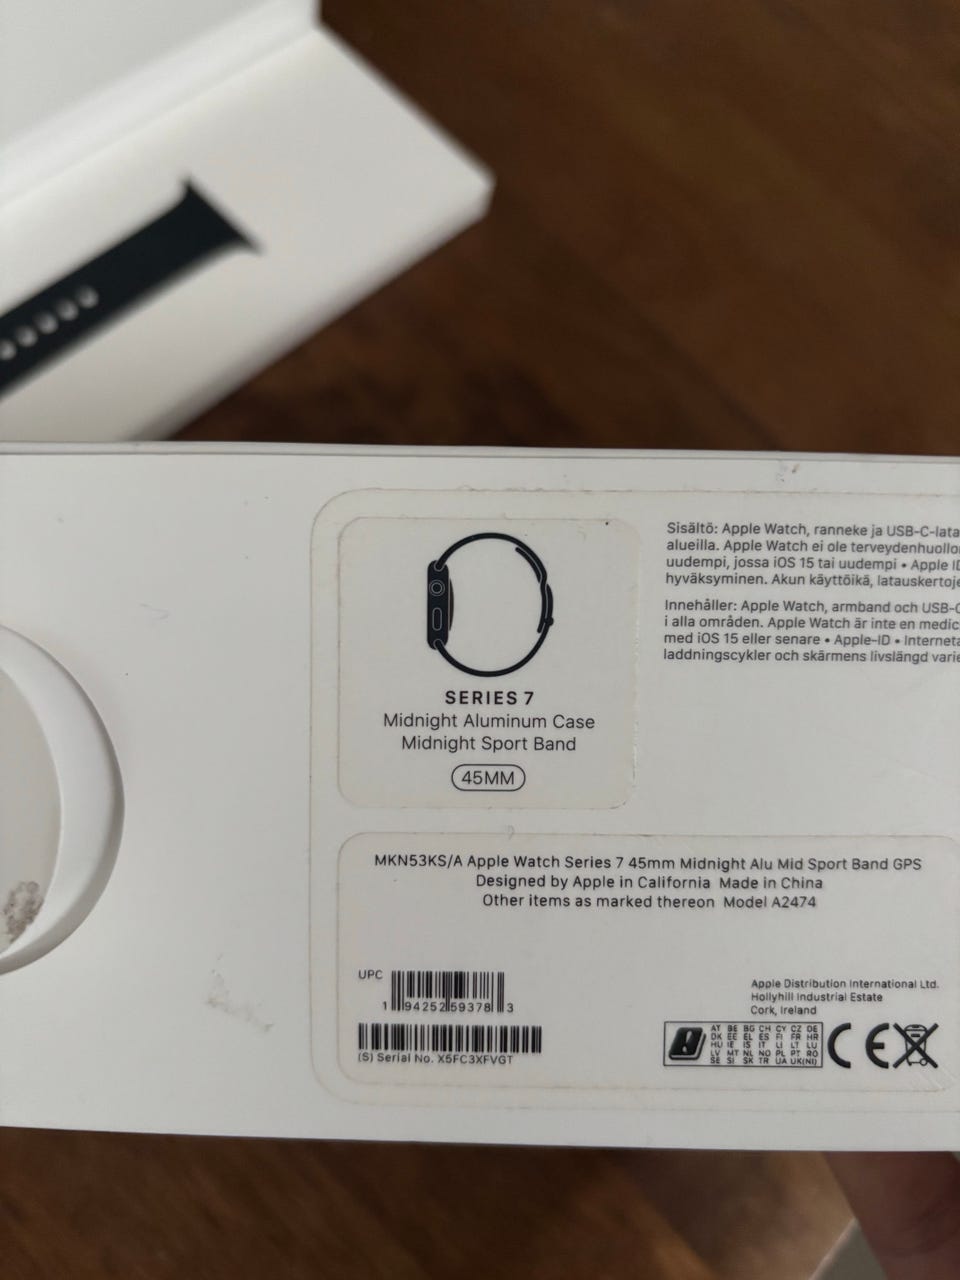 Sisältö: Apple Watch, ranneke ja USB-C-lata
alueilla. Apple Watch ei ole terveydenhuollo
uudempi, jossa iOS 15 tai uudempi • Apple ID
hyväksyminen. Akun käyttöikä, latauskertoje
Innehåller: Apple Watch, armband och USB-C
i alla områden. Apple Watch är inte en medic
med iOS 15 eller senare • Apple-ID • Interneta
laddningscykler och skärmens livslängd varie
SERIES 7
Midnight Aluminum Case
Midnight Sport Band
45MM
MKN53KS/A Apple Watch Series 7 45mm Midnight Alu Mid Sport Band GPS
Designed by Apple in California Made in China
Other items as marked thereon Model A2474
UPC
1 94252 59378 3
(S) Serial No. X5FC3XFVGT
Apple Distribution International Ltd.
Hollyhill Industrial Estate
Cork, Ireland
AT BE BG CH CY CZ DE
DK EE EL ES FI FR HR
HU IE IS IT LI LT LU
LV MT NL NO PL PT RO
SE SI SK TR UA UK(NI)
CE